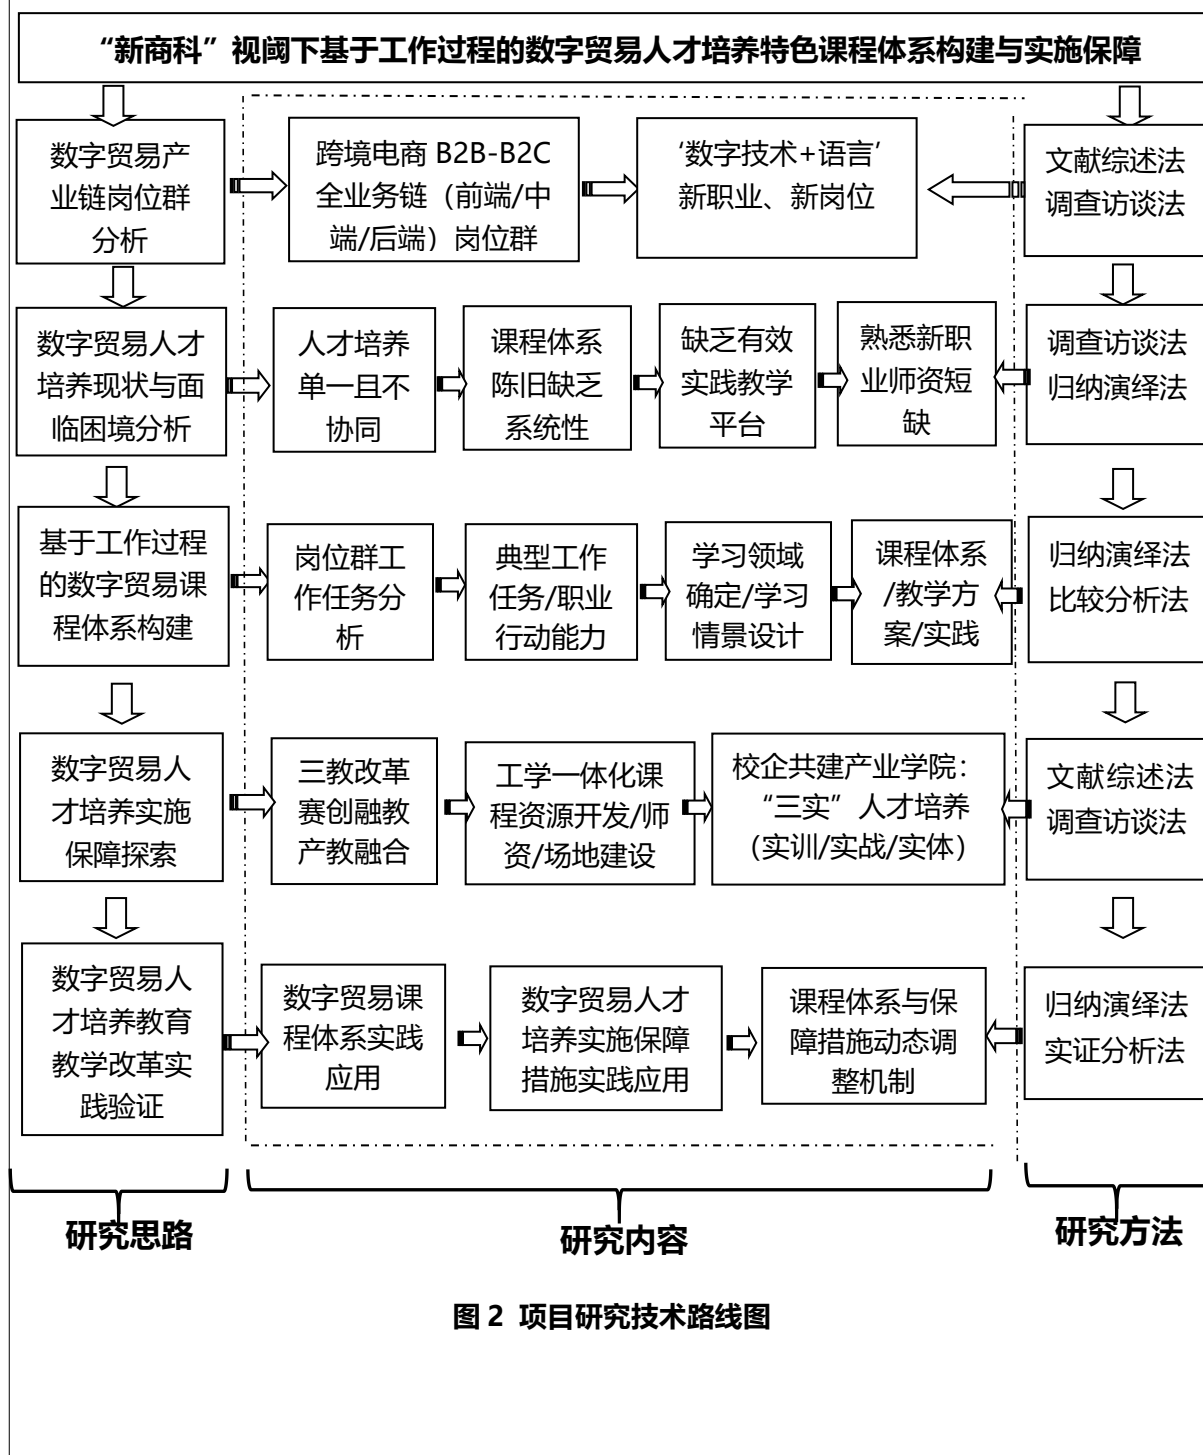 “新商科”视阈下基于工作过程的数字贸易人才培养特色课程体系构建与实施保障
数字贸易产
业链岗位群
分析
跨境电商 B2B-B2C
全业务链（前端/中
端/后端）岗位群
‘数字技术+语言’
新职业、新岗位
文献综述法
调查访谈法
数字贸易人才
培养现状与面
临困境分析
人才培养
单一且不
协同
课程体系
陈旧缺乏
系统性
缺乏有效
实践教学
平台
熟悉新职
业师资短
缺
调查访谈法
归纳演绎法
基于工作过程
的数字贸易课
程体系构建
岗位群工
作任务分
析
典型工作
任务/职业
行动能力
学习领域
确定/学习
情景设计
课程体系
/教学方
案/实践
归纳演绎法
比较分析法
数字贸易人
才培养实施
保障探索
三教改革
赛创融教
产教融合
工学一体化课
程资源开发/师
资/场地建设
校企共建产业学院：
“三实”人才培养
（实训/实战/实体）
文献综述法
调查访谈法
数字贸易人
才培养教育
教学改革实
践验证
数字贸易课
程体系实践
应用
数字贸易人才
培养实施保障
措施实践应用
课程体系与保
障措施动态调
整机制
归纳演绎法
实证分析法
研究思路
研究内容
研究方法
图 2 项目研究技术路线图